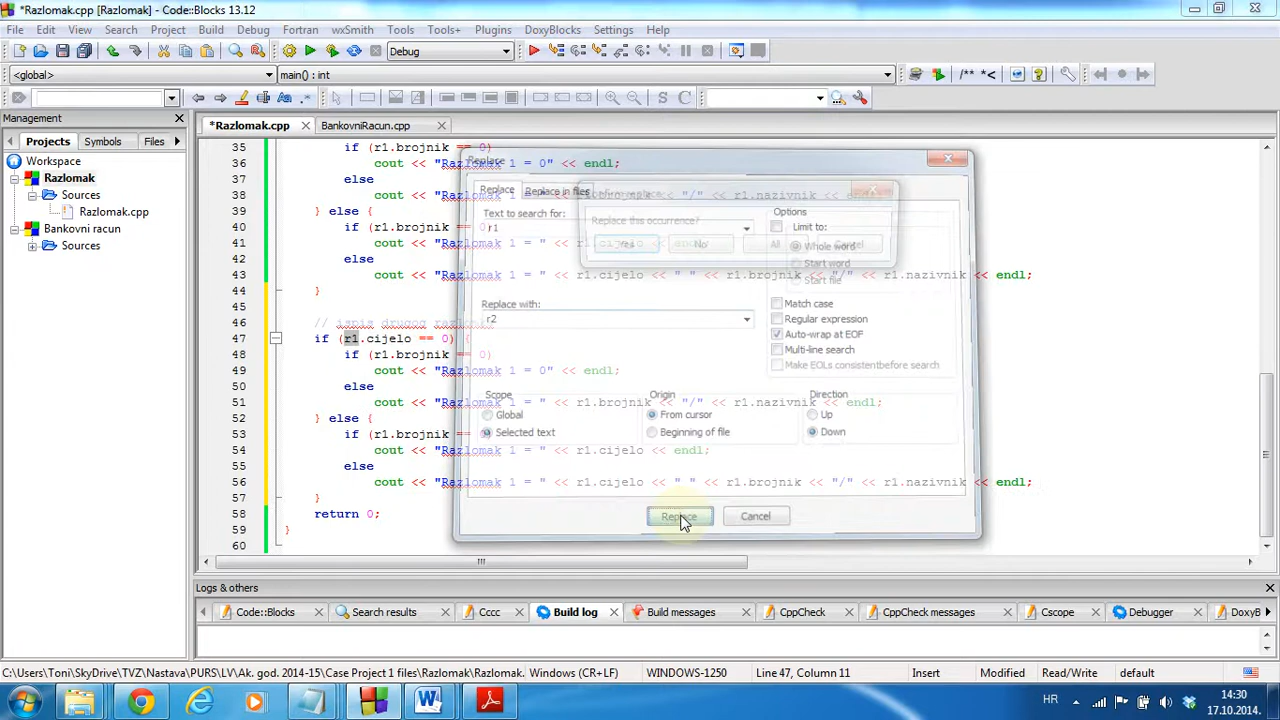 *Razlomak.cpp [Razlomak] - Code::Blocks 13.12
File Edit View Search Project Build Debug Fortran wxSmith Tools Tools+ Plugins DoxyBlocks Settings Help
Debug
<global>
main() : int
/** *<
Management
Projects Symbols Files
Workspace
Razlomak
Sources
Razlomak.cpp
Bankovni racun
Sources
*Razlomak.cpp
BankovniRacun.cpp
35 if (r1.brojnik == 0)
36 cout << "Razlomak 1 = 0" << endl;
37 else
38 cout << "Razlomak 1 = " << r1.brojnik << "/" << r1.nazivnik << endl;
39 } else {
40 if (r1.brojnik == 0)
41 cout << "Razlomak 1 = " << r1.cijelo << endl;
42 else
43 cout << "Razlomak 1 = " << r1.cijelo << " " << r1.brojnik << "/" << r1.nazivnik << endl;
44 }
45
46 // ispis drugog razlomka
47 if (r1.cijelo == 0) {
48 if (r1.brojnik == 0)
49 cout << "Razlomak 1 = 0" << endl;
50 else
51 cout << "Razlomak 1 = " << r1.brojnik << "/" << r1.nazivnik << endl;
52 } else {
53 if (r1.brojnik == 0)
54 cout << "Razlomak 1 = " << r1.cijelo << endl;
55 else
56 cout << "Razlomak 1 = " << r1.cijelo << " " << r1.brojnik << "/" << r1.nazivnik << endl;
57 }
58 return 0;
59 }
60
Replace
Replace Replace in files
Text to search for:
r1
Replace with:
r2
Confirm replace
Replace this occurrence?
Yes No All Cancel
Options
Limit to:
Whole word
Start word
Start file
Match case
Regular expression
Auto-wrap at EOF
Multi-line search
Make EOLs consistent before search
Scope
Global
Selected text
Origin
From cursor
Beginning of file
Direction
Up
Down
Replace Cancel
Logs & others
Code::Blocks
Search results
Cccc
Build log
Build messages
CppCheck
CppCheck messages
Cscope
Debugger
DoxyB
C:\Users\Toni\SkyDrive\TVZ\Nastava\PURS\LV\Ak. god. 2014-15\Case Project 1 files\Razlomak\Razlomak.
Windows (CR+LF)
WINDOWS-1250
Line 47, Column 11
Insert
Modified
Read/Write
default
HR
14:30
17.10.2014.